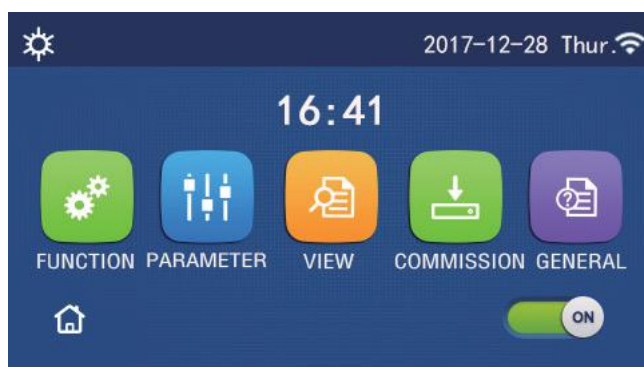 2017-12-28 Thur.
16:41
FUNCTION PARAMETER VIEW COMMISSION GENERAL
ON